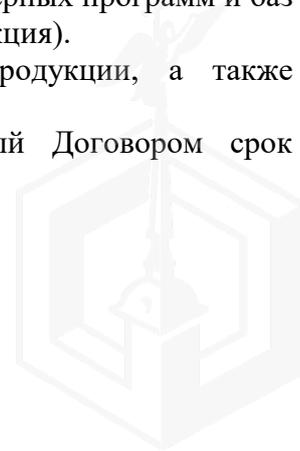 ерных программ и баз
кция).
родукции, а также
ый Договором срок